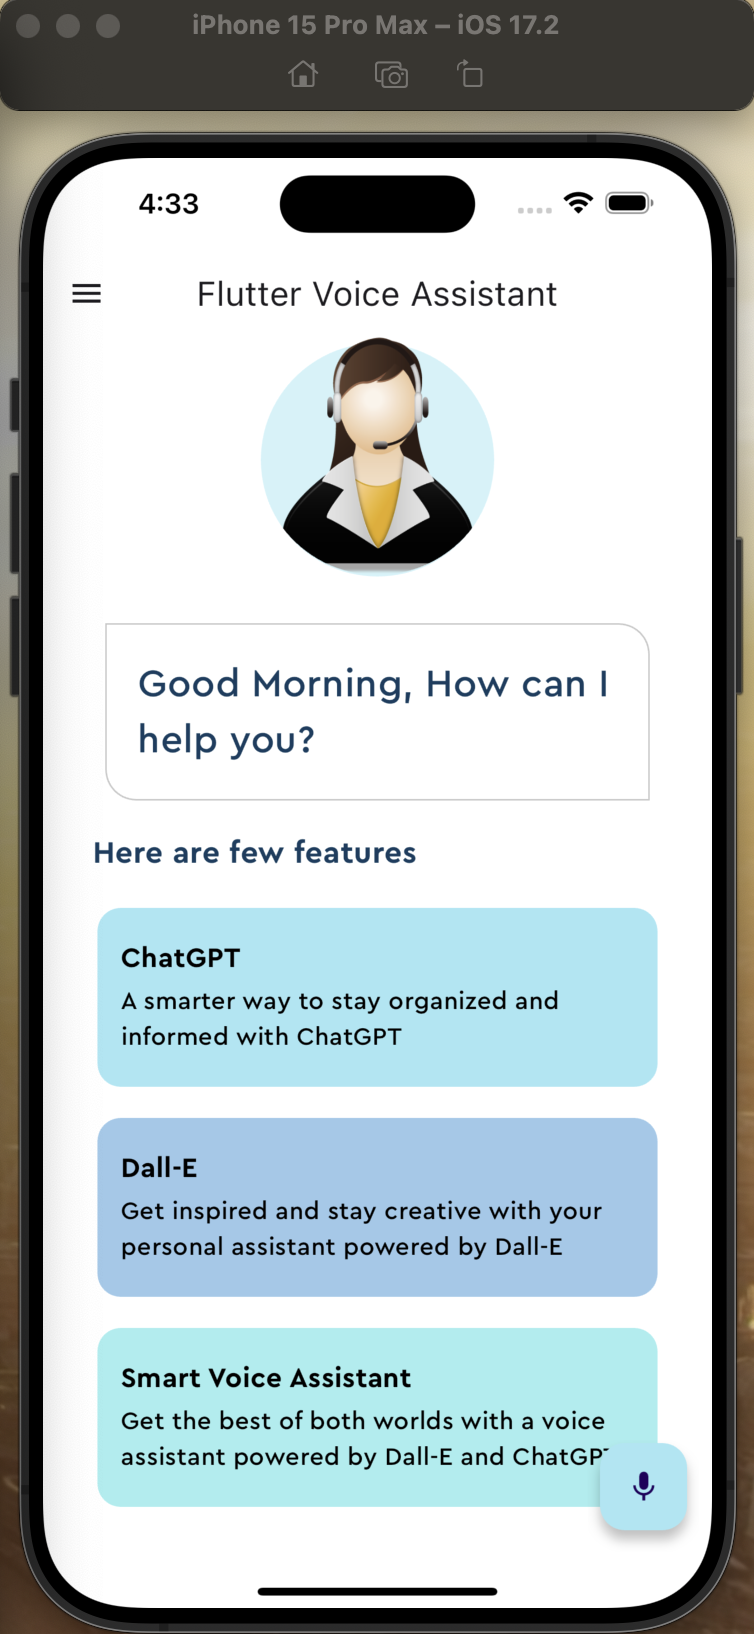 iPhone 15 Pro Max – iOS 17.2
4:33
Flutter Voice Assistant
Good Morning, How can I
help you?
Here are few features
ChatGPT
A smarter way to stay organized and
informed with ChatGPT
Dall-E
Get inspired and stay creative with your
personal assistant powered by Dall-E
Smart Voice Assistant
Get the best of both worlds with a voice
assistant powered by Dall-E and ChatGPT